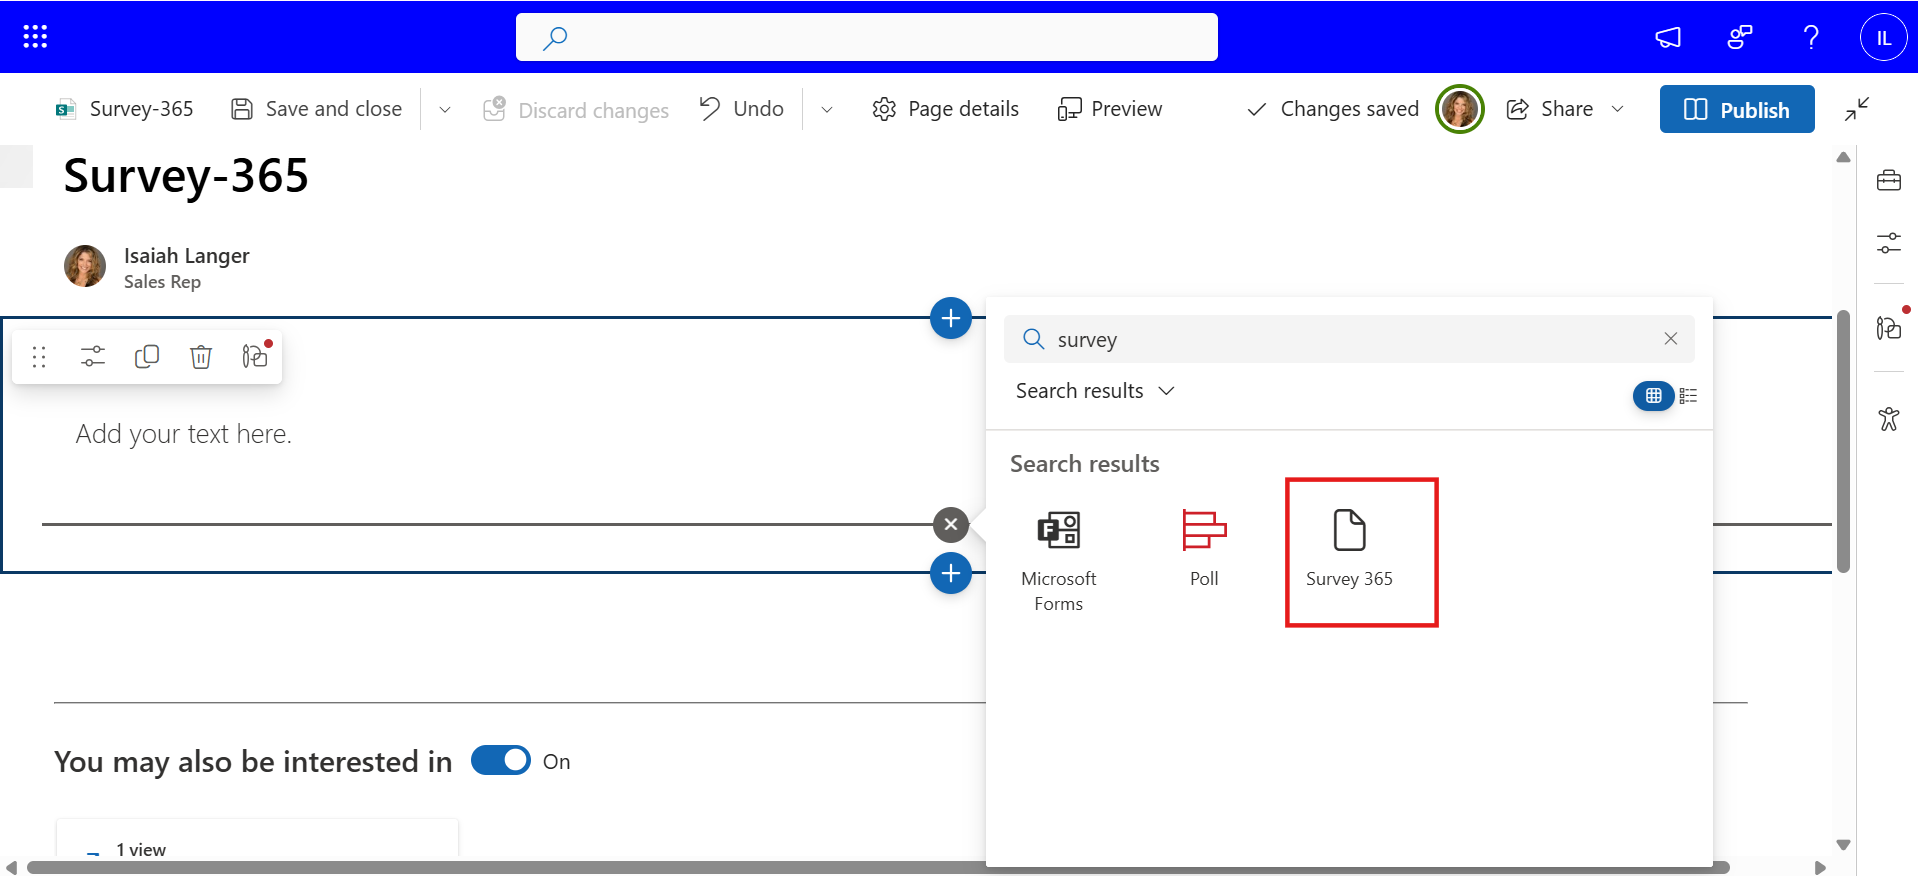 IL
Survey-365
Save and close
Discard changes
Undo
Page details
Preview
Changes saved
Share
Publish
Survey-365
Isaiah Langer
Sales Rep
survey
Search results
Add your text here.
Search results
Microsoft
Forms
Poll
Survey 365
You may also be interested in
On
1 view